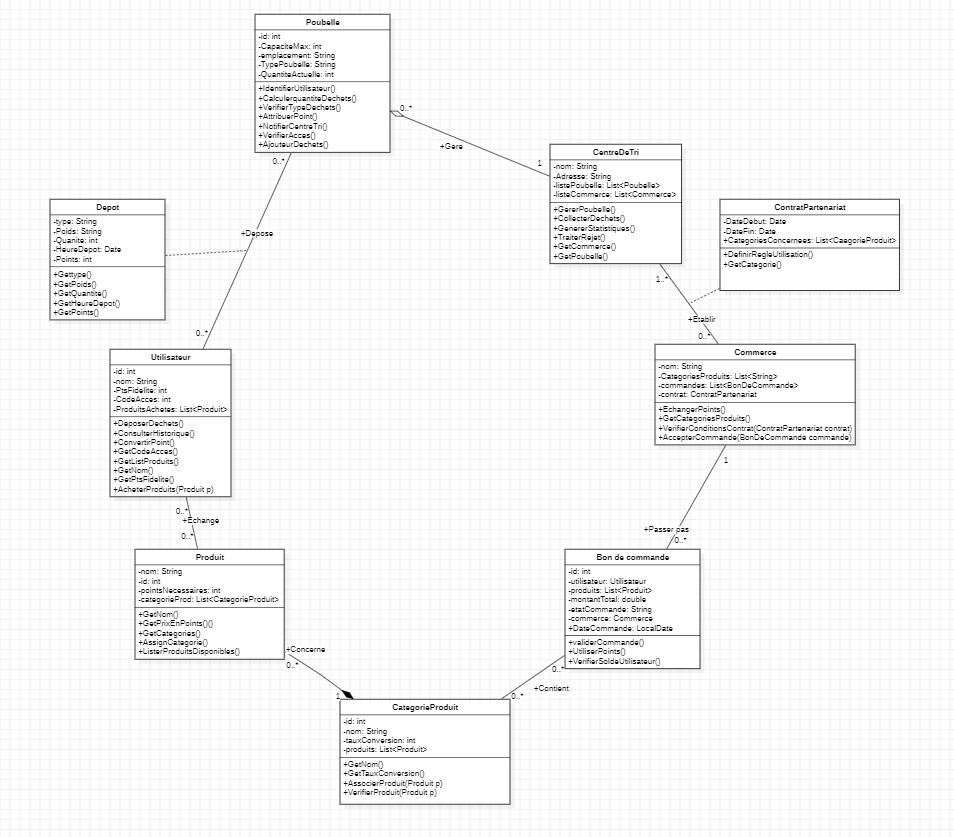 Poubelle
-id: int
-CapaciteMax: int
-emplacement: String
-TypePoubelle: String
-QuantiteActuelle: int
+IdentifierUtilisateur()
+CalculerquantiteDechets()
+VerifierTypeDechets()
+AttribuerPoint()
+NotifierCentreTri()
+VerifierAcces()
+AjouteurDechets()
0..*
+Gere
1
0..*
CentreDeTri
-nom: String
-Adresse: String
-listePoubelle: List<Poubelle>
-listeCommerce: List<Commerce>
+GererPoubelle()
+CollecterDechets()
+GenererStatistiques()
+TraiterRejet()
+GetCommerce()
+GetPoubelle()
Depot
-type: String
-Poids: String
-Quanite: int
-HeureDepot: Date
-Points: int
+Gettype()
+GetPoids()
+GetQuantite()
+GetHeureDepot()
+GetPoints()
+Depose
0..*
ContratPartenariat
-DateDebut: Date
-DateFin: Date
+CategoriesConcernees: List<CaegorieProduit>
+DefinirRegleUtilisation()
+GetCategorie()
1..*
+Etablir
0..*
Utilisateur
-id: int
-nom: String
-PtsFidelite: int
-CodeAcces: int
-ProduitsAchetes: List<Produit>
+DeposerDechets()
+ConsulterHistorique()
+ConvertirPoint()
+GetCodeAcces()
+GetListProduits()
+GetNom()
+GetPtsFidelite()
+AcheterProduits(Produit p)
Commerce
-nom: String
-CategoriesProduits: List<String>
-commandes: List<BonDeCommande>
-contrat: ContratPartenariat
+EchangerPoints()
+GetCategoriesProduits()
+VerifierConditionsContrat(ContratPartenariat contrat)
+AccepterCommande(BonDeCommande commande)
1
+Passer pas
0..*
0..*
+Echange
0..*
Produit
-nom: String
-id: int
-pointsNecessaires: int
-categorieProd: List<CategorieProduit>
+GetNom()
+GetPrixEnPoints()()
+GetCategories()
+AssignCategorie()
+ListerProduitsDisponibles()
Bon de commande
-id: int
-utilisateur: Utilisateur
-produits: List<Produit>
-montantTotal: double
-etatCommande: String
-commerce: Commerce
+DateCommande: LocalDate
+validerCommande()
+UtiliserPoints()
+VerifierSoldeUtilisateur()
+Concerne
0..*
1
0..*
+Contient
0..*
CategorieProduit
-id: int
-nom: String
-tauxConversion: int
-produits: List<Produit>
+GetNom()
+GetTauxConversion()
+AssocierProduit(Produit p)
+VerifierProduit(Produit p)